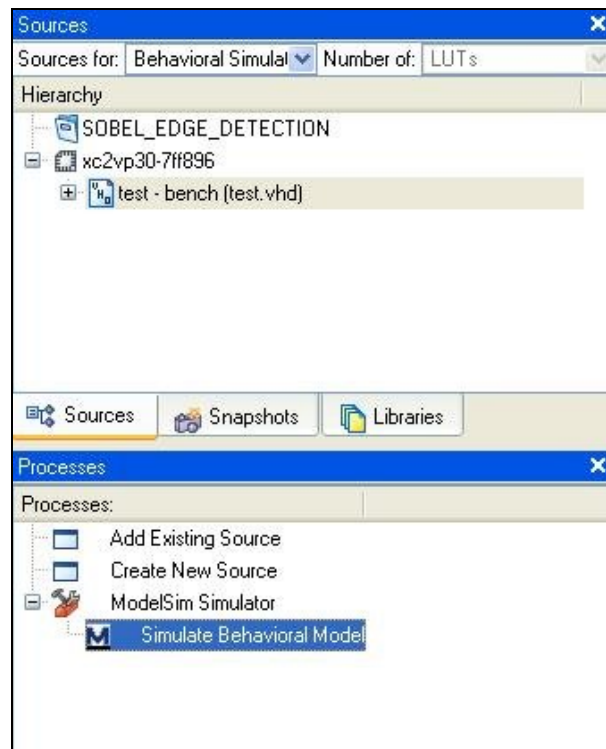 Sources
Sources for: Behavioral Simulat Number of: LUTs
Hierarchy
SOBEL_EDGE_DETECTION
xc2vp30-7ff896
test - bench (test.vhd)
Sources Snapshots Libraries
Processes
Processes:
Add Existing Source
Create New Source
ModelSim Simulator
Simulate Behavioral Model